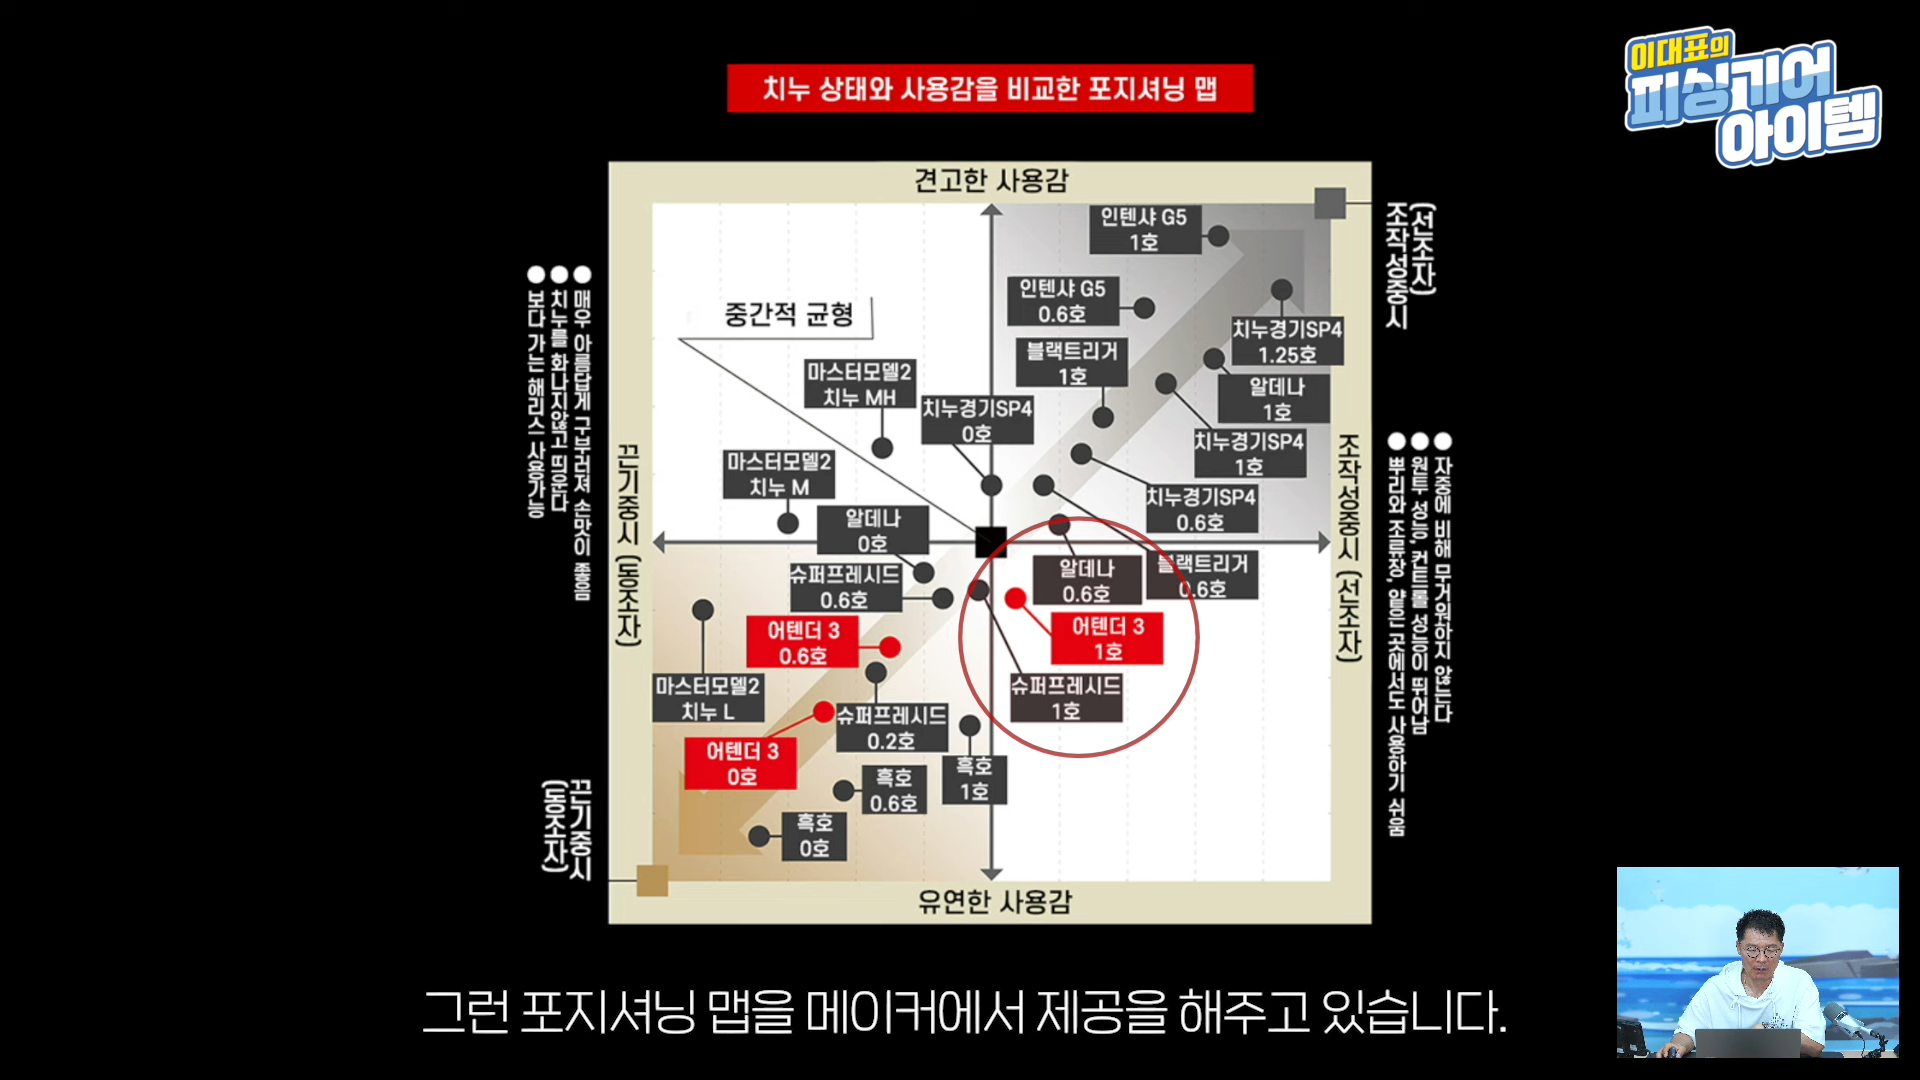 이대표의
피싱기어
아이템
치누 상태와 사용감을 비교한 포지셔닝 맵
견고한 사용감
매우 아름답게 구부러져 손맛이 좋음
치누를 화나지않고 띄운다
보다 가는 해리스 사용가능
끈기중시 (동조자)
끈기중시
(동조자)
중간적 균형
인텐샤 G5
1호
인텐샤 G5
0.6호
치누경기SP4
1.25호
블랙트리거
1호
알데나
1호
마스터모델2
치누 MH
치누경기SP4
0호
치누경기SP4
1호
마스터모델2
치누 M
치누경기SP4
0.6호
알데나
0호
알데나
0.6호
블랙트리거
0.6호
슈퍼프레시드
0.6호
어텐더 3
0.6호
어텐더 3
1호
마스터모델2
치누 L
슈퍼프레시드
1호
슈퍼프레시드
0.2호
어텐더 3
0호
흑호
1호
흑호
0.6호
흑호
0호
유연한 사용감
조작성중시 (선조자)
(선조자)
조작성중시
자중에 비해 무거워하지 않는다
원투 성능, 컨트롤 성능이 뛰어남
뿌리와 조류장, 얕은 곳에서도 사용하기 쉬움
그런 포지셔닝 맵을 메이커에서 제공을 해주고 있습니다.